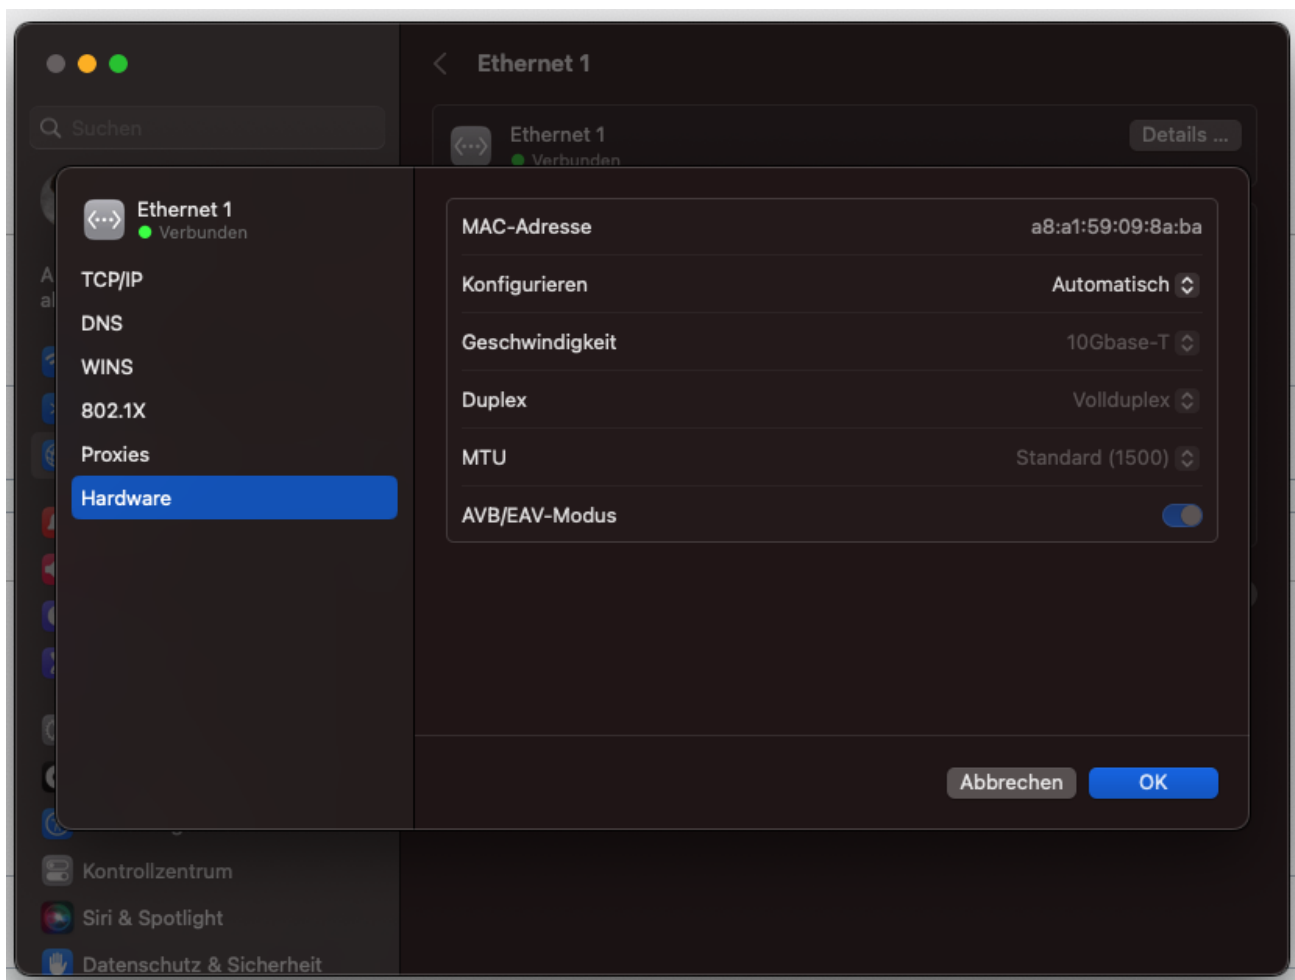 Ethernet 1
Suchen
Ethernet 1
Details ...
Verbunden
Ethernet 1
Verbunden
TCP/IP
DNS
WINS
802.1X
Proxies
Hardware
MAC-Adresse a8:a1:59:09:8a:ba
Konfigurieren Automatisch
Geschwindigkeit 10Gbase-T
Duplex Vollduplex
MTU Standard (1500)
AVB/EAV-Modus
Abbrechen OK
Kontrollzentrum
Siri & Spotlight
Datenschutz & Sicherheit